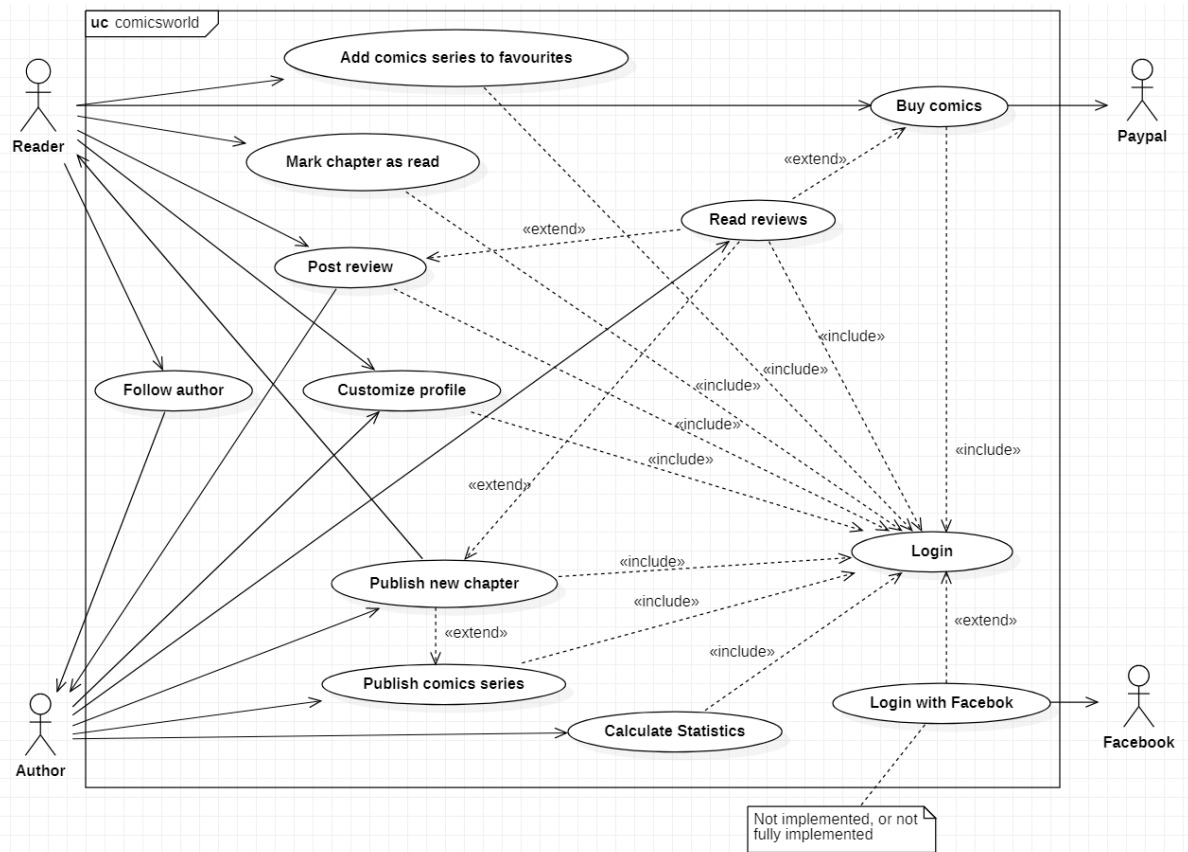 uc comicsworld
Add comics series to favourites
Reader
Buy comics
Paypal
Mark chapter as read
«extend»
Read reviews
«extend»
Post review
«include»
«include»
Follow author
Customize profile
«include»
«include»
«include»
«include»
«extend»
Login
Publish new chapter
«include»
«include»
«extend»
«extend»
«include»
Publish comics series
Login with Facebok
Calculate Statistics
Author
Facebook
Not implemented, or not
fully implemented